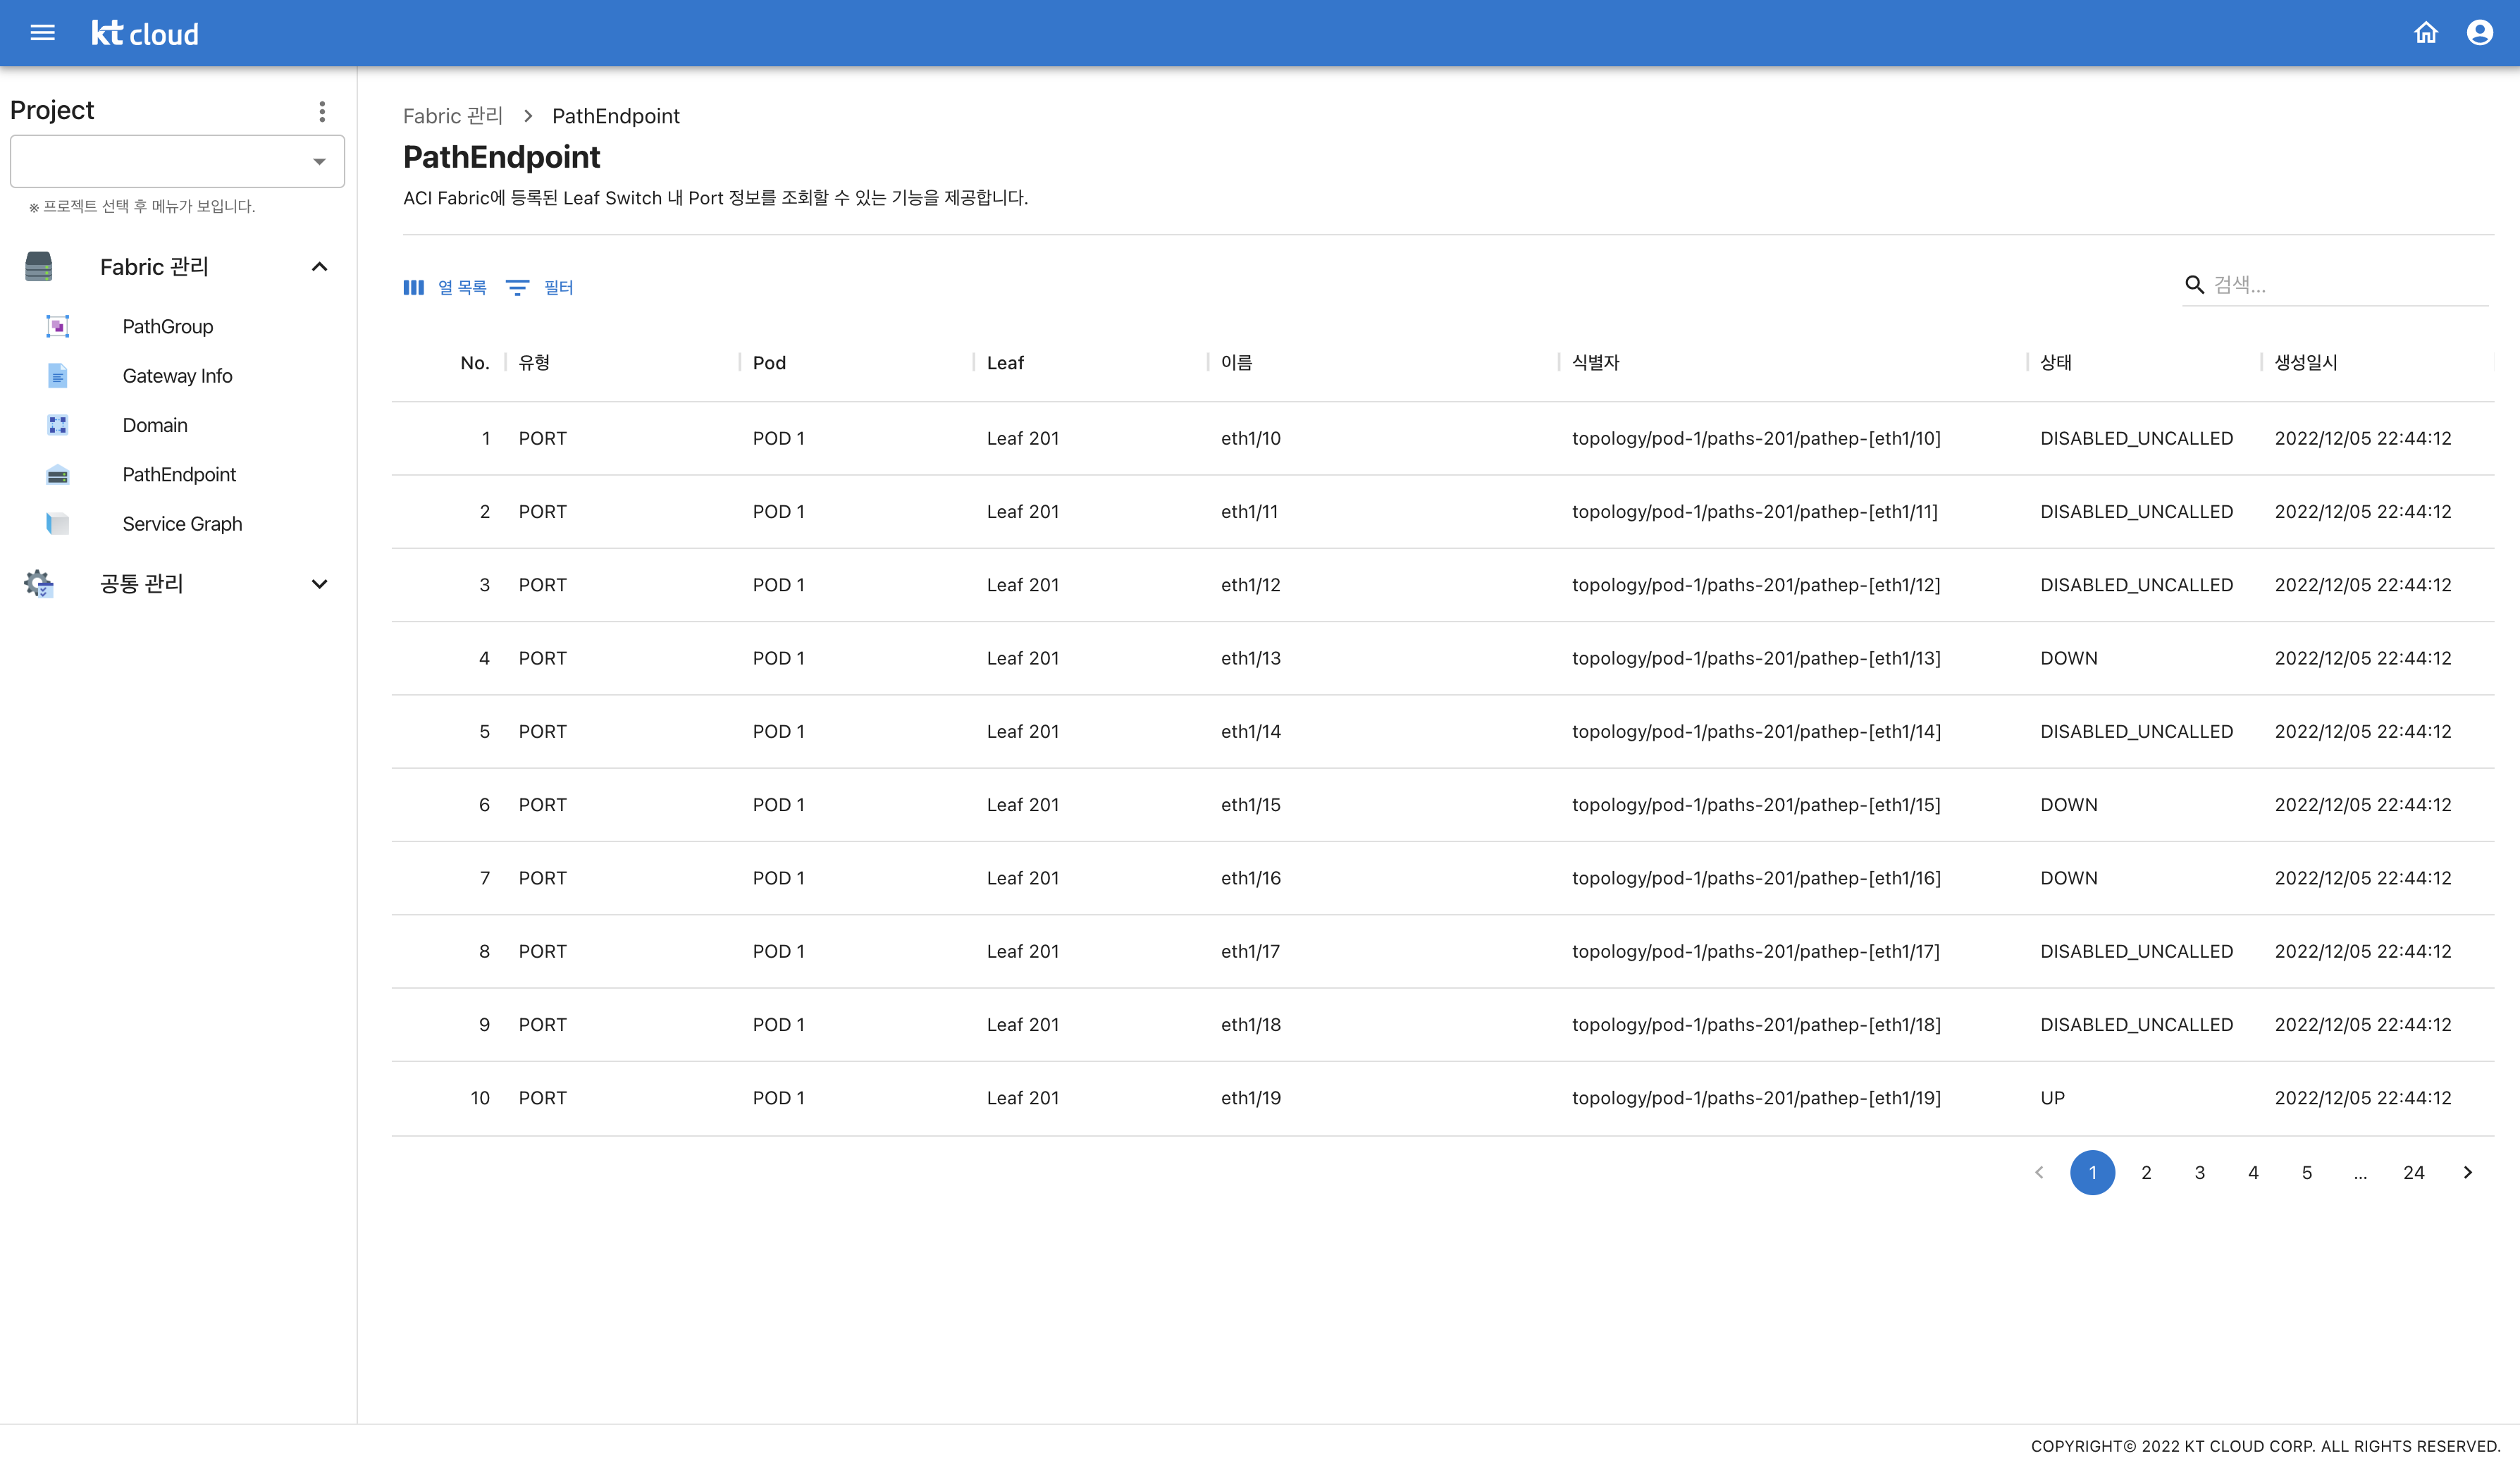 kt cloud
Project
※ 프로젝트 선택 후 메뉴가 보입니다.
Fabric 관리
PathGroup
Gateway Info
Domain
PathEndpoint
Service Graph
공통 관리
Fabric 관리 > PathEndpoint
PathEndpoint
ACI Fabric에 등록된 Leaf Switch 내 Port 정보를 조회할 수 있는 기능을 제공합니다.
열 목록 필터 검색...
No. 유형 Pod Leaf 이름 식별자 상태 생성일시
1 PORT POD 1 Leaf 201 eth1/10 topology/pod-1/paths-201/pathep-[eth1/10] DISABLED_UNCALLED 2022/12/05 22:44:12
2 PORT POD 1 Leaf 201 eth1/11 topology/pod-1/paths-201/pathep-[eth1/11] DISABLED_UNCALLED 2022/12/05 22:44:12
3 PORT POD 1 Leaf 201 eth1/12 topology/pod-1/paths-201/pathep-[eth1/12] DISABLED_UNCALLED 2022/12/05 22:44:12
4 PORT POD 1 Leaf 201 eth1/13 topology/pod-1/paths-201/pathep-[eth1/13] DOWN 2022/12/05 22:44:12
5 PORT POD 1 Leaf 201 eth1/14 topology/pod-1/paths-201/pathep-[eth1/14] DISABLED_UNCALLED 2022/12/05 22:44:12
6 PORT POD 1 Leaf 201 eth1/15 topology/pod-1/paths-201/pathep-[eth1/15] DOWN 2022/12/05 22:44:12
7 PORT POD 1 Leaf 201 eth1/16 topology/pod-1/paths-201/pathep-[eth1/16] DOWN 2022/12/05 22:44:12
8 PORT POD 1 Leaf 201 eth1/17 topology/pod-1/paths-201/pathep-[eth1/17] DISABLED_UNCALLED 2022/12/05 22:44:12
9 PORT POD 1 Leaf 201 eth1/18 topology/pod-1/paths-201/pathep-[eth1/18] DISABLED_UNCALLED 2022/12/05 22:44:12
10 PORT POD 1 Leaf 201 eth1/19 topology/pod-1/paths-201/pathep-[eth1/19] UP 2022/12/05 22:44:12
1 2 3 4 5 ... 24
COPYRIGHT© 2022 KT CLOUD CORP. ALL RIGHTS RESERVED.